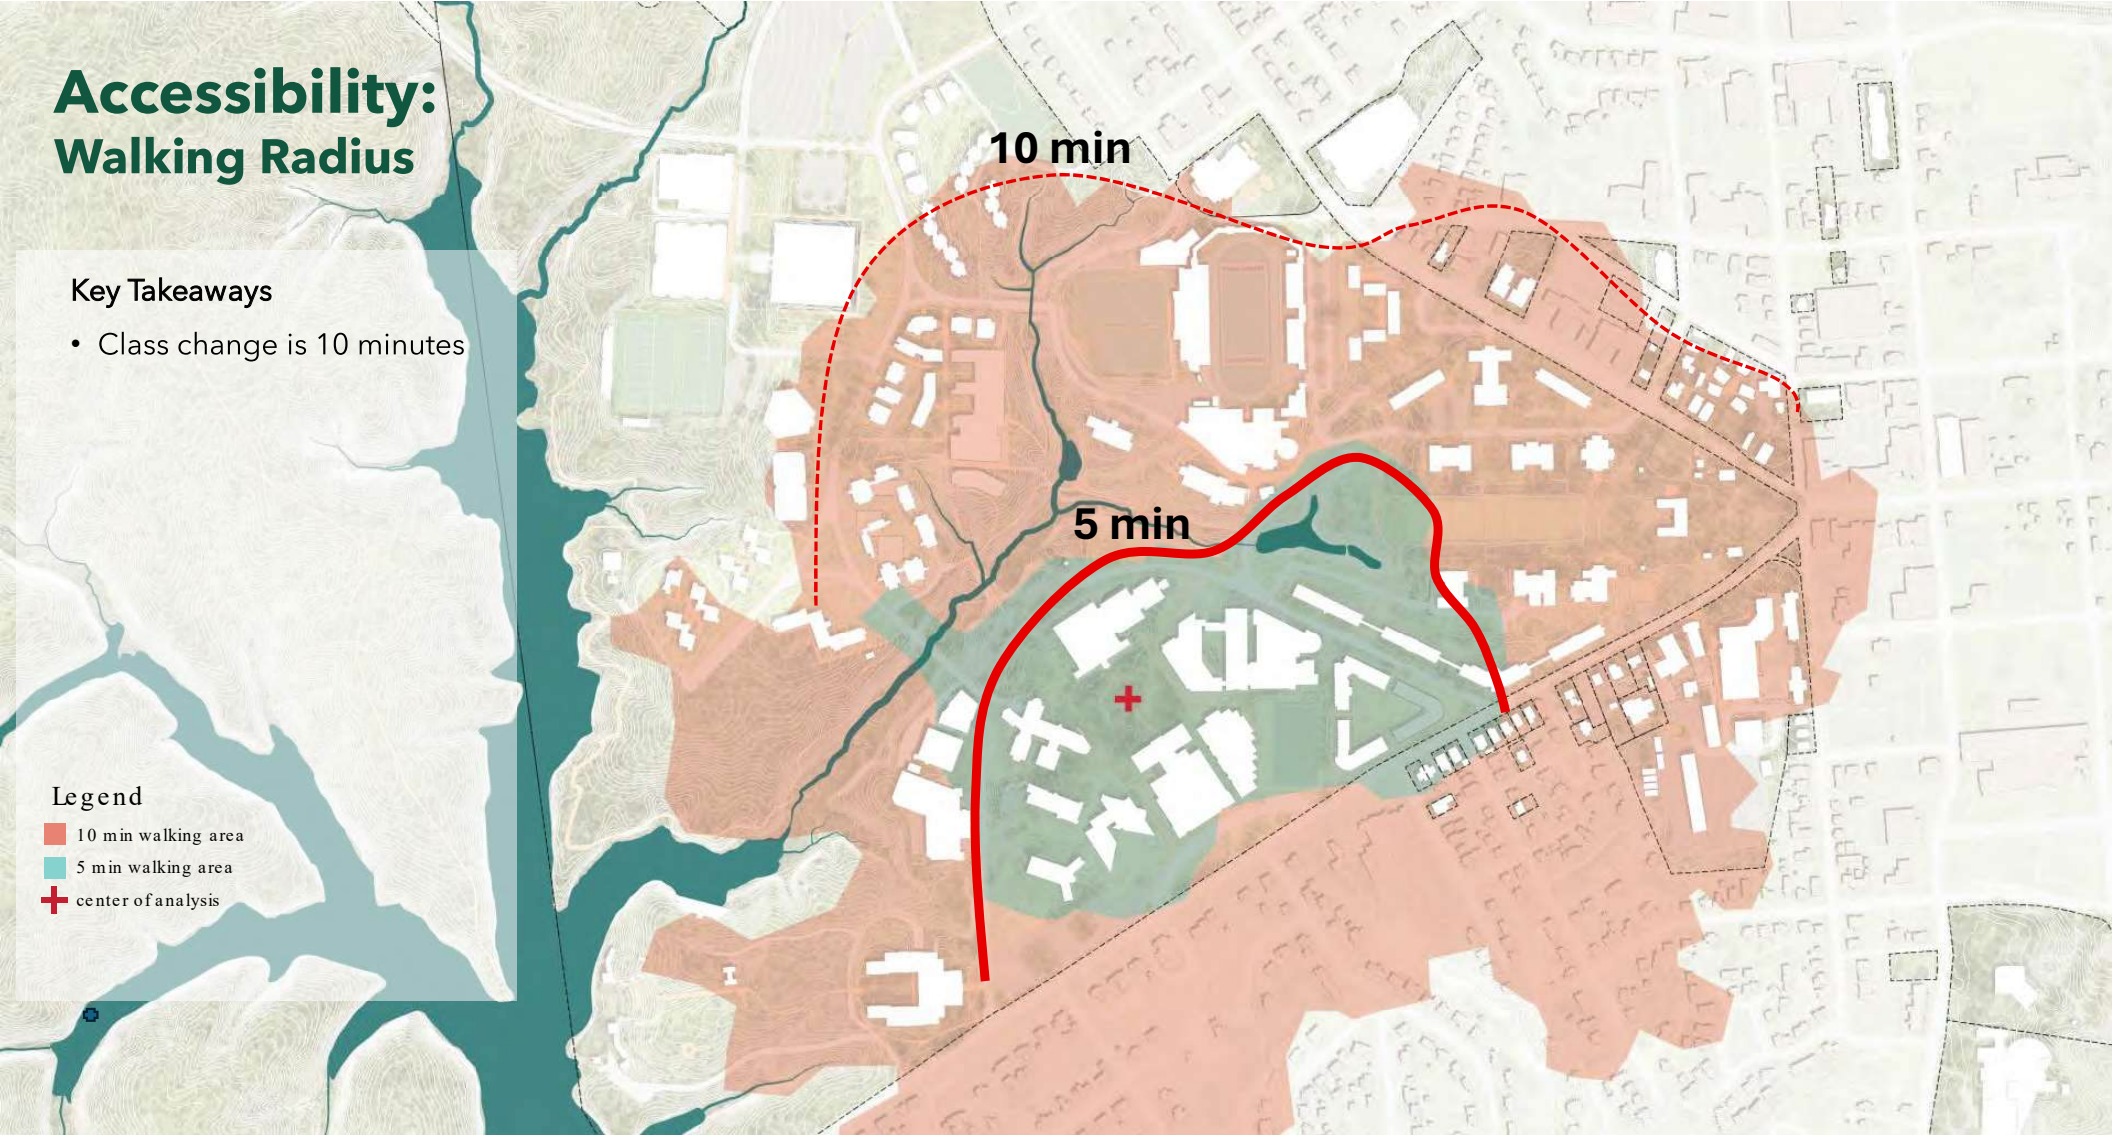 Accessibility:
Walking Radius
Key Takeaways
• Class change is 10 minutes
10 min
5 min
Legend
10 min walking area
5 min walking area
center of analysis